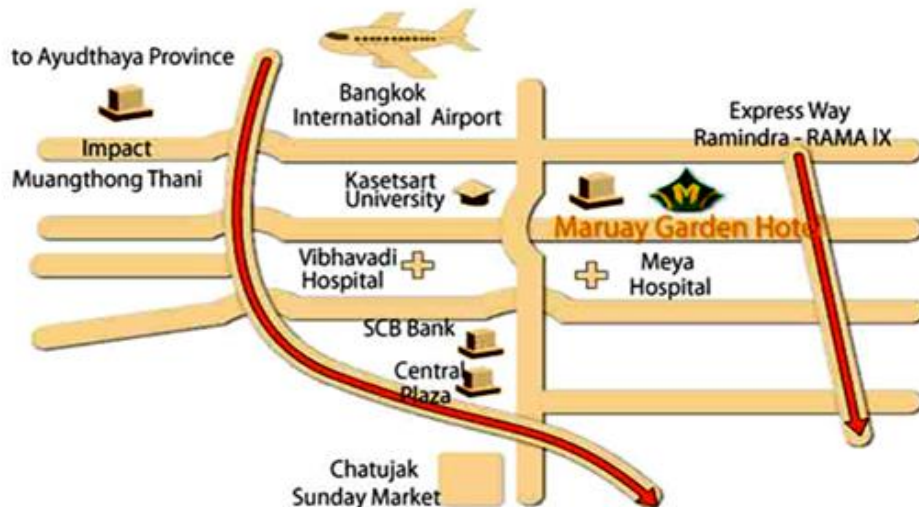 to Ayudthaya Province
Bangkok
International Airport
Express Way
Ramindra - RAMA IX
Impact
Muangthong Thani
Kasetsart
University
M
Maruay Garden Hotel
Vibhavadi
Hospital
Meya
Hospital
SCB Bank
Central
Plaza
Chatujak
Sunday Market